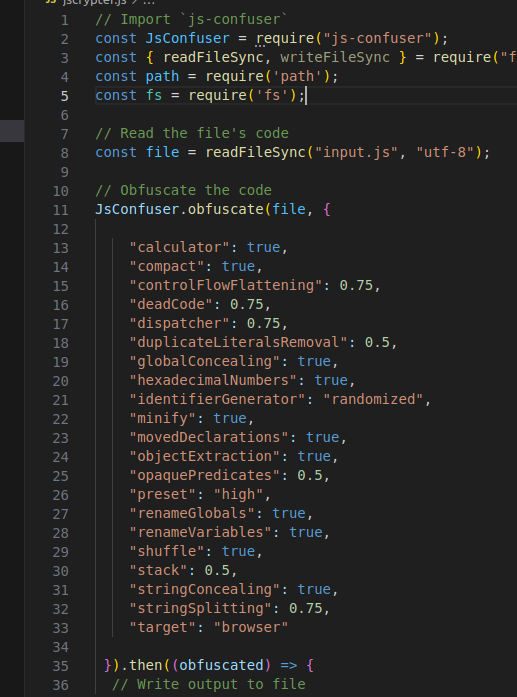 jscrypter.js > ...
1 // Import `js-confuser`
2 const JsConfuser = require("js-confuser");
3 const { readFileSync, writeFileSync } = require("f
4 const path = require('path');
5 const fs = require('fs');
6
7 // Read the file's code
8 const file = readFileSync("input.js", "utf-8");
9
10 // Obfuscate the code
11 JsConfuser.obfuscate(file, {
12
13 "calculator": true,
14 "compact": true,
15 "controlFlowFlattening": 0.75,
16 "deadCode": 0.75,
17 "dispatcher": 0.75,
18 "duplicateLiteralsRemoval": 0.5,
19 "globalConcealing": true,
20 "hexadecimalNumbers": true,
21 "identifierGenerator": "randomized",
22 "minify": true,
23 "movedDeclarations": true,
24 "objectExtraction": true,
25 "opaquePredicates": 0.5,
26 "preset": "high",
27 "renameGlobals": true,
28 "renameVariables": true,
29 "shuffle": true,
30 "stack": 0.5,
31 "stringConcealing": true,
32 "stringSplitting": 0.75,
33 "target": "browser"
34
35 }).then((obfuscated) => {
36 // Write output to file